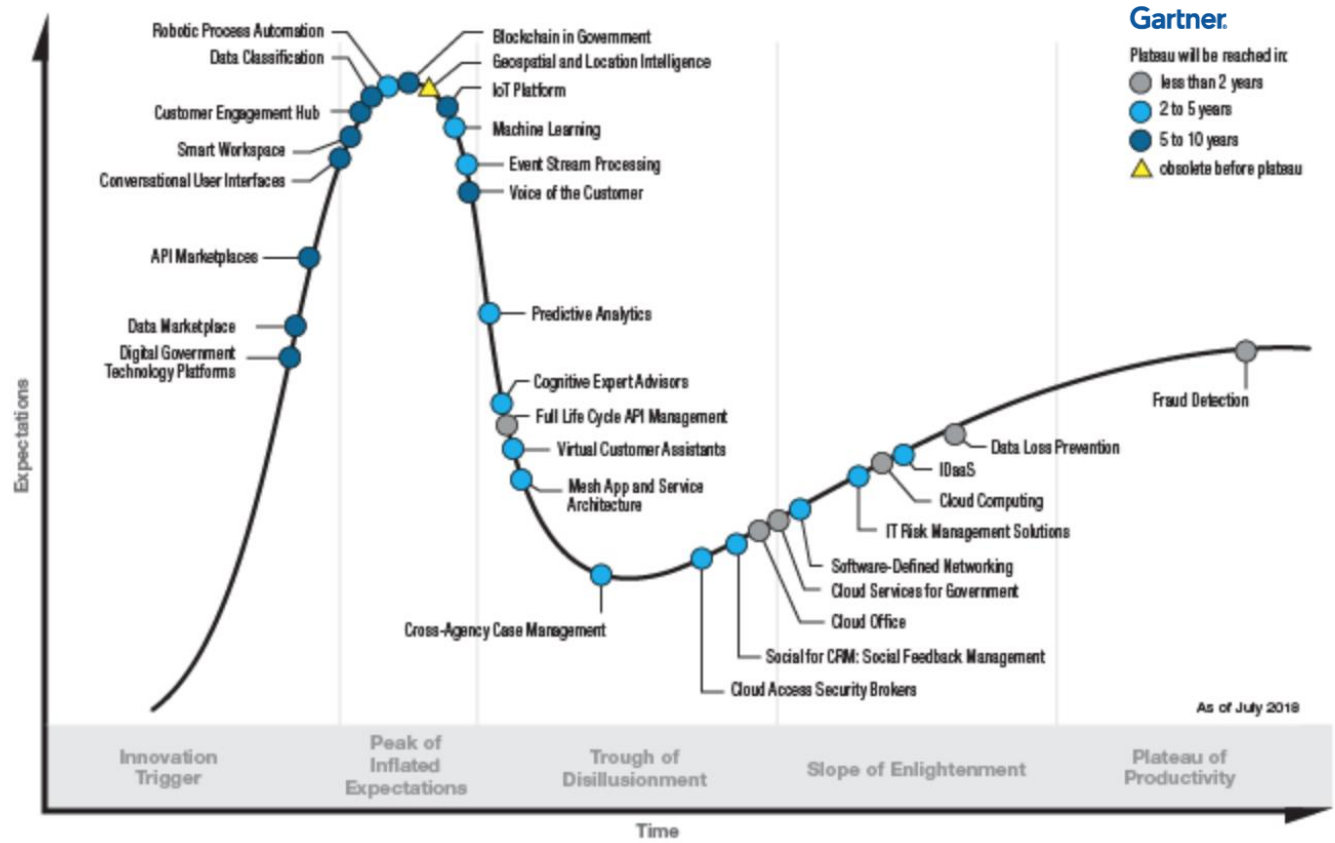 Gartner.
Plateau will be reached in:
less than 2 years
2 to 5 years
5 to 10 years
obsolete before plateau
Robotic Process Automation
Data Classification
Customer Engagement Hub
Smart Workspace
Conversational User Interfaces
API Marketplaces
Data Marketplace
Digital Government
Technology Platforms
Blockchain in Government
Geospatial and Location Intelligence
IoT Platform
Machine Learning
Event Stream Processing
Voice of the Customer
Predictive Analytics
Cognitive Expert Advisors
Full Life Cycle API Management
Virtual Customer Assistants
Mesh App and Service
Architecture
Cross-Agency Case Management
Fraud Detection
Data Loss Prevention
IDaaS
Cloud Computing
IT Risk Management Solutions
Software-Defined Networking
Cloud Services for Government
Cloud Office
Social for CRM: Social Feedback Management
Cloud Access Security Brokers
As of July 2018
Expectations
Innovation
Trigger
Peak of
Inflated
Expectations
Trough of
Disillusionment
Slope of Enlightenment
Plateau of
Productivity
Time